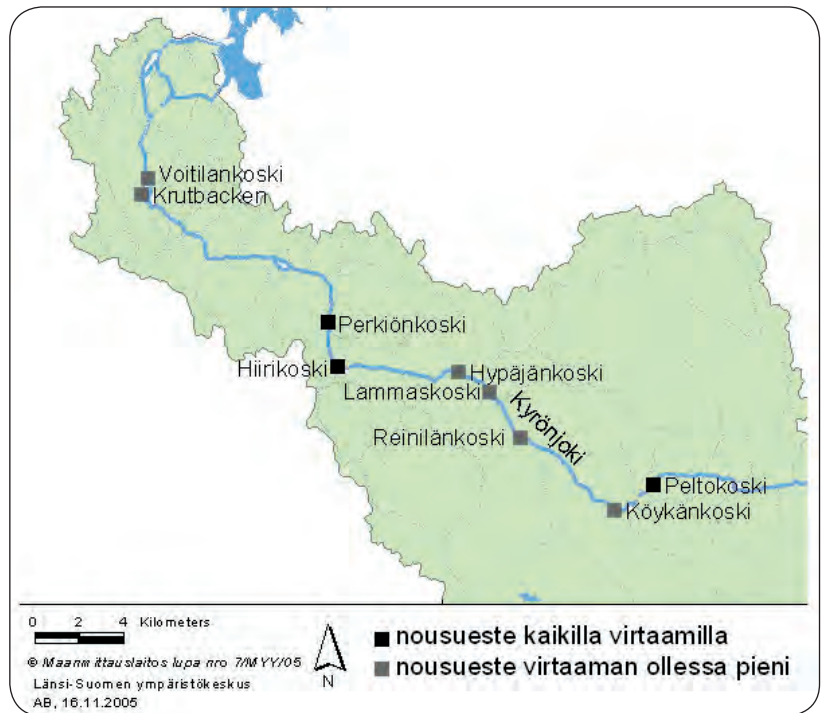 Voitilankoski
Krutbacken
Perkiönkoski
Hiirikoski
Hypäjänkoski
Lammaskoski
Kyrönjoki
Reinilänkoski
Peltokoski
Köykänkoski
0 2 4 Kilometers
© Maanmittauslaitos lupa nro 7/MYY/05
Länsi-Suomen ympäristökeskus
AB, 16.11.2005
N
nousueste kaikilla virtaamilla
nousueste virtaaman ollessa pieni